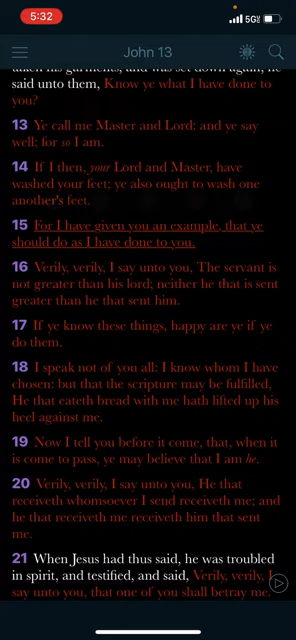 5:32
5G
John 13
taken his garments, and was set down again, he
said unto them, Know ye what I have done to
you?
13 Ye call me Master and Lord: and ye say
well; for so I am.
14 If I then, your Lord and Master, have
washed your feet; ye also ought to wash one
another's feet.
15 For I have given you an example, that ye
should do as I have done to you.
16 Verily, verily, I say unto you, The servant is
not greater than his lord; neither he that is sent
greater than he that sent him.
17 If ye know these things, happy are ye if ye
do them.
18 I speak not of you all: I know whom I have
chosen: but that the scripture may be fulfilled,
He that eateth bread with me hath lifted up his
heel against me.
19 Now I tell you before it come, that, when it
is come to pass, ye may believe that I am he.
20 Verily, verily, I say unto you, He that
receiveth whomsoever I send receiveth me; and
he that receiveth me receiveth him that sent
me.
21 When Jesus had thus said, he was troubled
in spirit, and testified, and said, Verily, verily, I
say unto you, that one of you shall betray me.